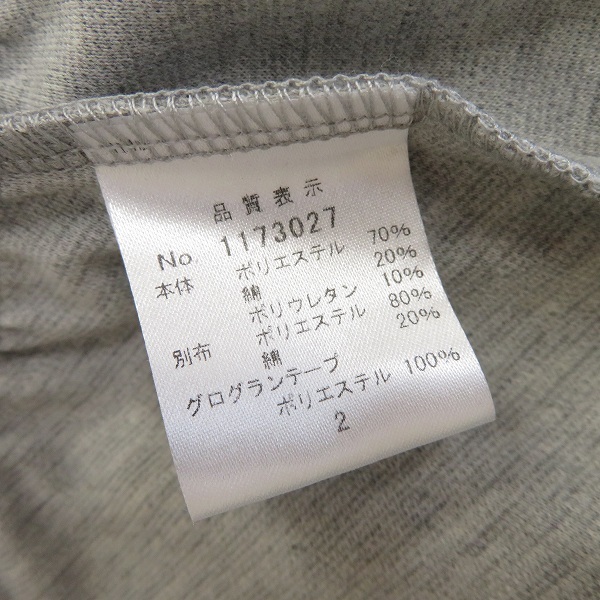 品質表示
No. 1173027
本体 ポリエステル 70%
綿 20%
ポリウレタン 10%
別布 ポリエステル 80%
綿 20%
グログランテープ
ポリエステル 100%
2